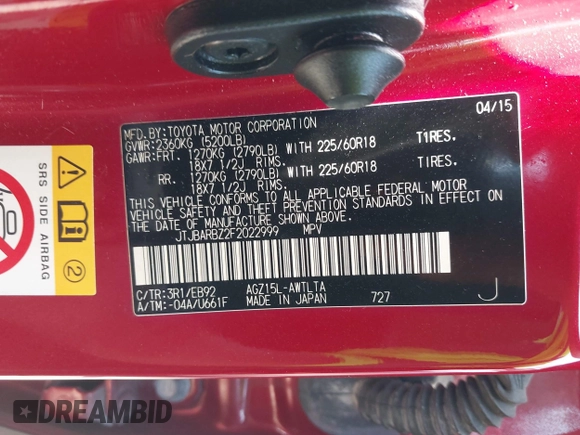 04/15
MFD.BY:TOYOTA MOTOR CORPORATION
GVWR:2360KG (5200LB)
GAWR:FRT. 1270KG (2790LB) WITH 225/60R18 TIRES.
18X7 1/2J RIMS.
RR. 1270KG (2790LB) WITH 225/60R18 TIRES.
18X7 1/2J RIMS.
THIS VEHICLE CONFORMS TO ALL APPLICABLE FEDERAL MOTOR
VEHICLE SAFETY AND THEFT PREVENTION STANDARDS IN EFFECT ON
THE DATE OF MANUFACTURE SHOWN ABOVE.
JTJBARBZ2F2022999 MPV
C/TR:3R1/EB92 AGZ15L-AWTLTA
A/TM:-04A/U661F MADE IN JAPAN 727 J
SRS SIDE AIRBAG
2
DREAMBID